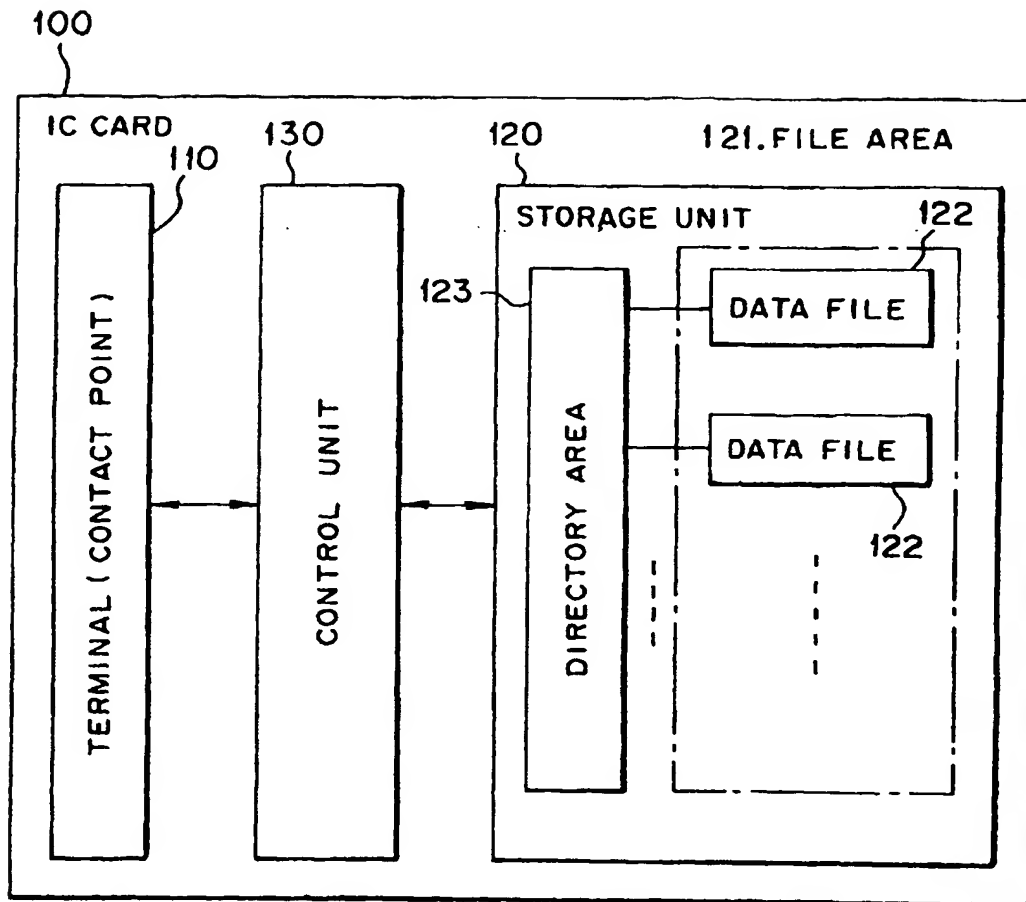 100
IC CARD
110
130
120
121.FILE AREA
STORAGE UNIT
122
123
DATA FILE
DATA FILE
122
TERMINAL (CONTACT POINT)
CONTROL UNIT
DIRECTORY AREA